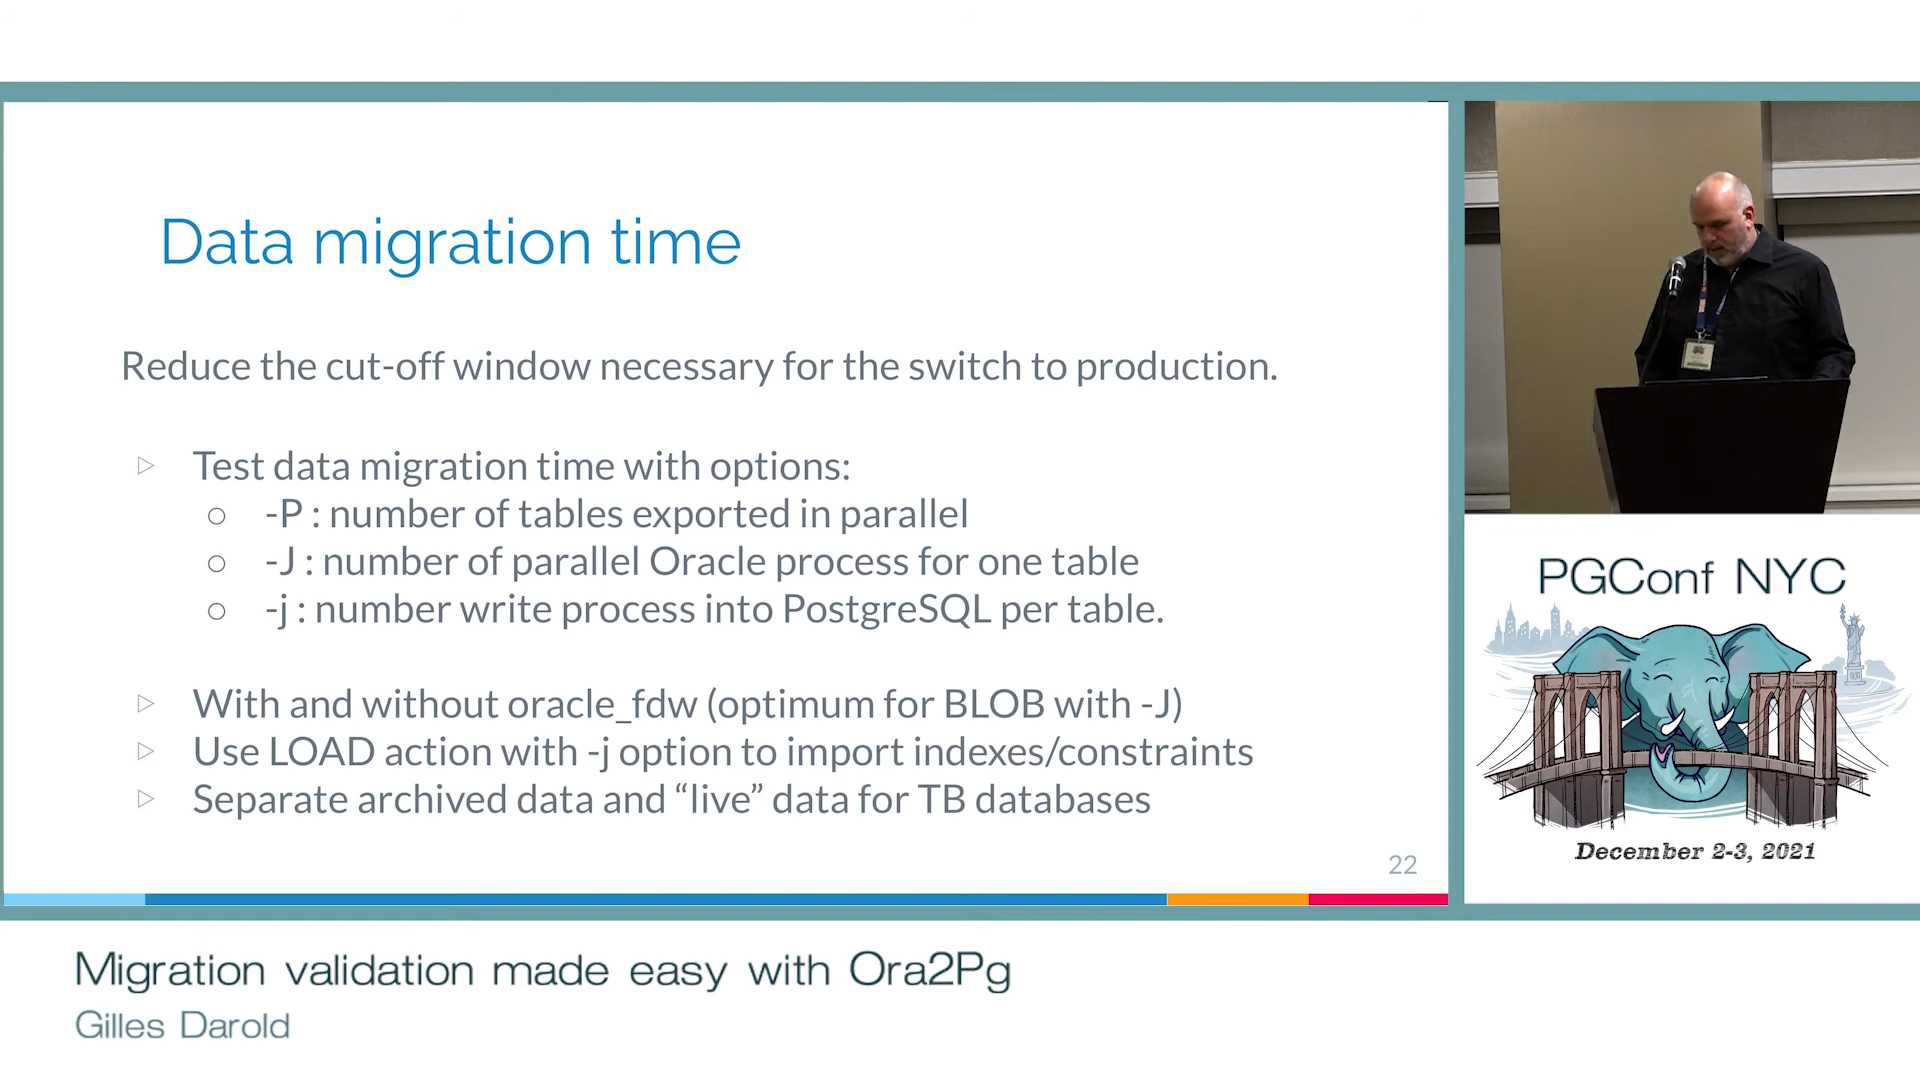 Data migration time
Reduce the cut-off window necessary for the switch to production.
▷ Test data migration time with options:
○ -P : number of tables exported in parallel
○ -J : number of parallel Oracle process for one table
○ -j : number write process into PostgreSQL per table.
▷ With and without oracle_fdw (optimum for BLOB with -J)
▷ Use LOAD action with -j option to import indexes/constraints
▷ Separate archived data and “live” data for TB databases
22
PGConf NYC
December 2-3, 2021
Migration validation made easy with Ora2Pg
Gilles Darold